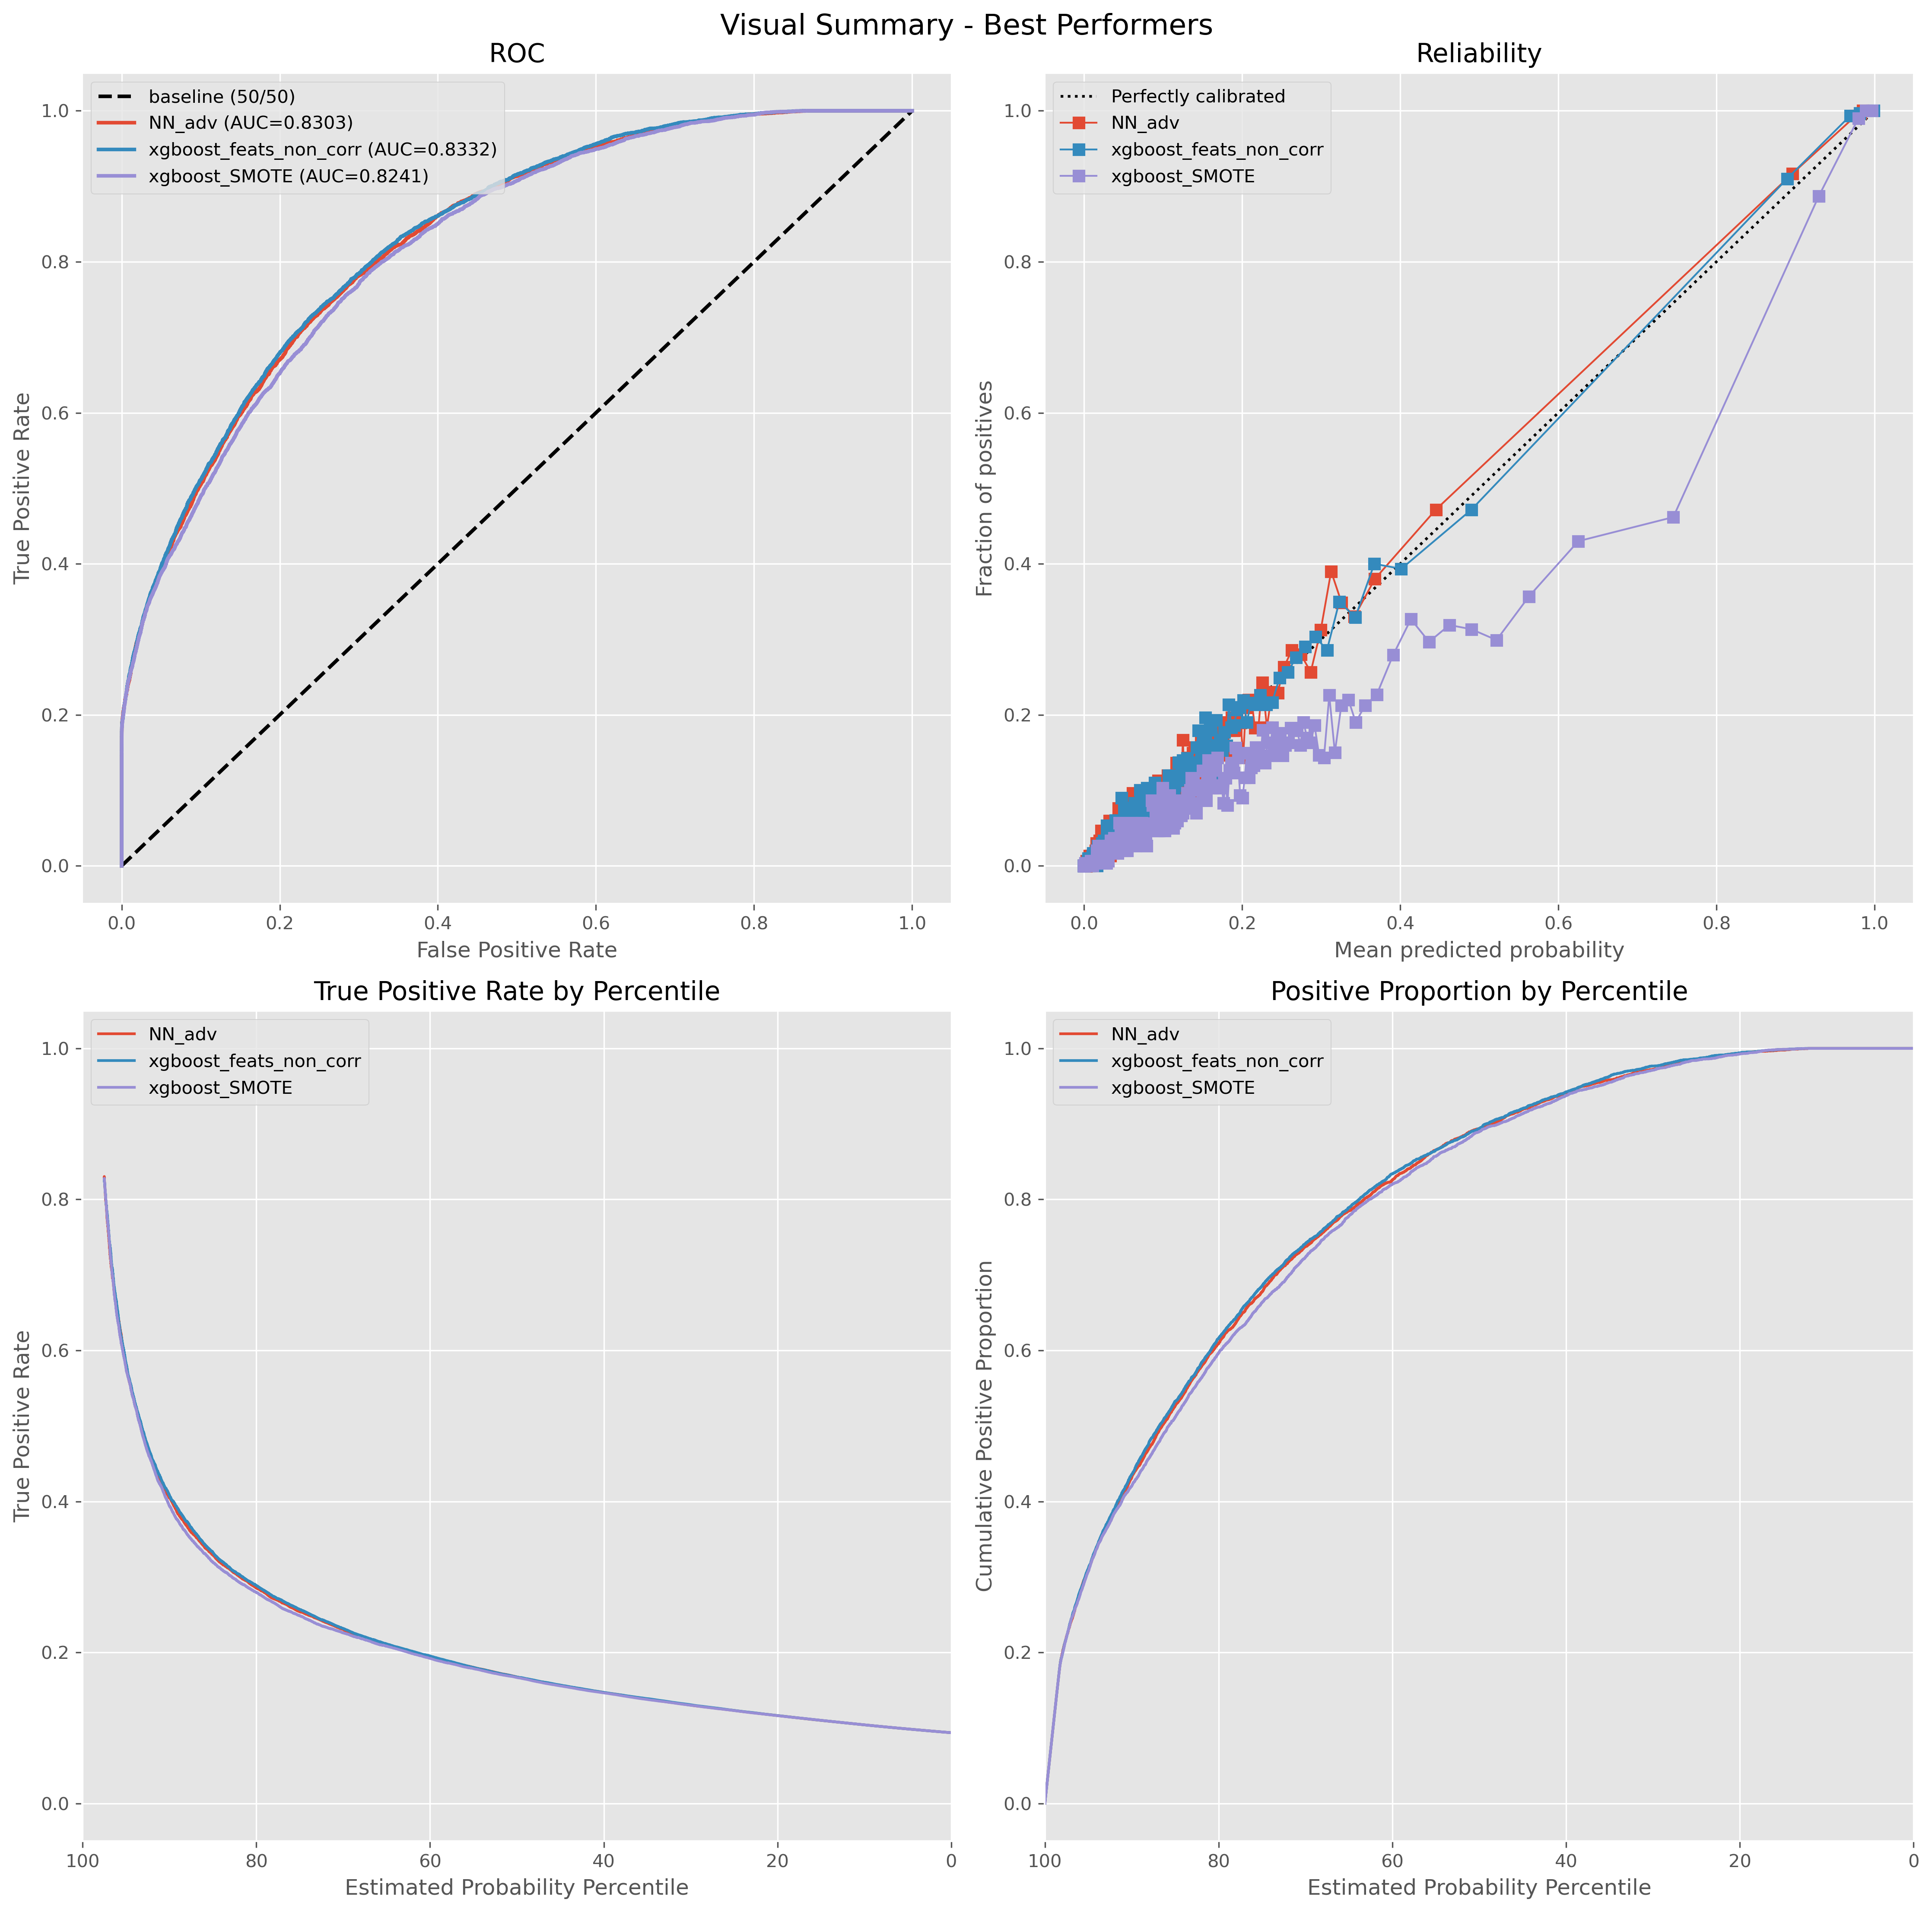 Visual Summary - Best Performers
ROC
baseline (50/50)
NN_adv (AUC=0.8303)
xgboost_feats_non_corr (AUC=0.8332)
xgboost_SMOTE (AUC=0.8241)
1.0
0.8
0.6
0.4
0.2
0.0
True Positive Rate
0.0 0.2 0.4 0.6 0.8 1.0
False Positive Rate
Reliability
Perfectly calibrated
NN_adv
xgboost_feats_non_corr
xgboost_SMOTE
1.0
0.8
0.6
0.4
0.2
0.0
Fraction of positives
0.0 0.2 0.4 0.6 0.8 1.0
Mean predicted probability
True Positive Rate by Percentile
NN_adv
xgboost_feats_non_corr
xgboost_SMOTE
1.0
0.8
0.6
0.4
0.2
0.0
True Positive Rate
100 80 60 40 20 0
Estimated Probability Percentile
Positive Proportion by Percentile
NN_adv
xgboost_feats_non_corr
xgboost_SMOTE
1.0
0.8
0.6
0.4
0.2
0.0
Cumulative Positive Proportion
100 80 60 40 20 0
Estimated Probability Percentile